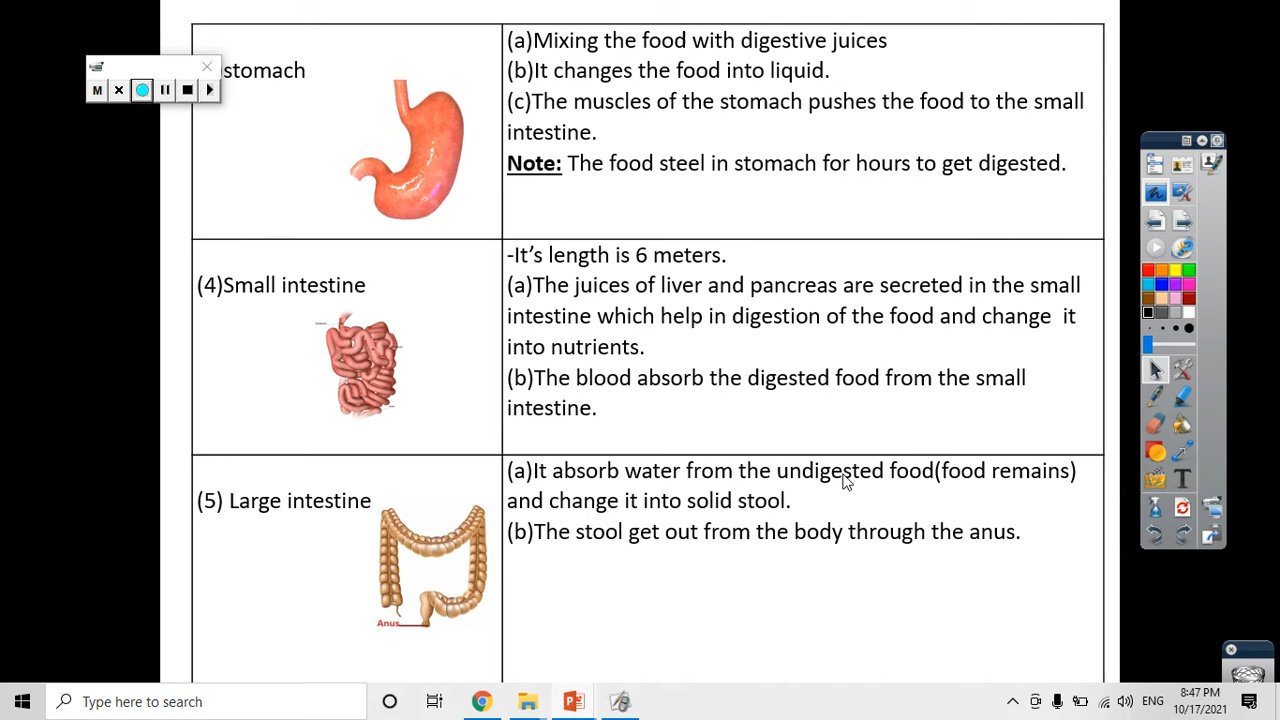 stomach
(a)Mixing the food with digestive juices
(b)It changes the food into liquid.
(c)The muscles of the stomach pushes the food to the small
intestine.
Note: The food steel in stomach for hours to get digested.
M
(4)Small intestine
-It's length is 6 meters.
(a)The juices of liver and pancreas are secreted in the small
intestine which help in digestion of the food and change it
into nutrients.
(b)The blood absorb the digested food from the small
intestine.
(5) Large intestine
Anus
(a)It absorb water from the undigested food(food remains)
and change it into solid stool.
(b)The stool get out from the body through the anus.
Type here to search
ENG
8:47 PM
10/17/2021